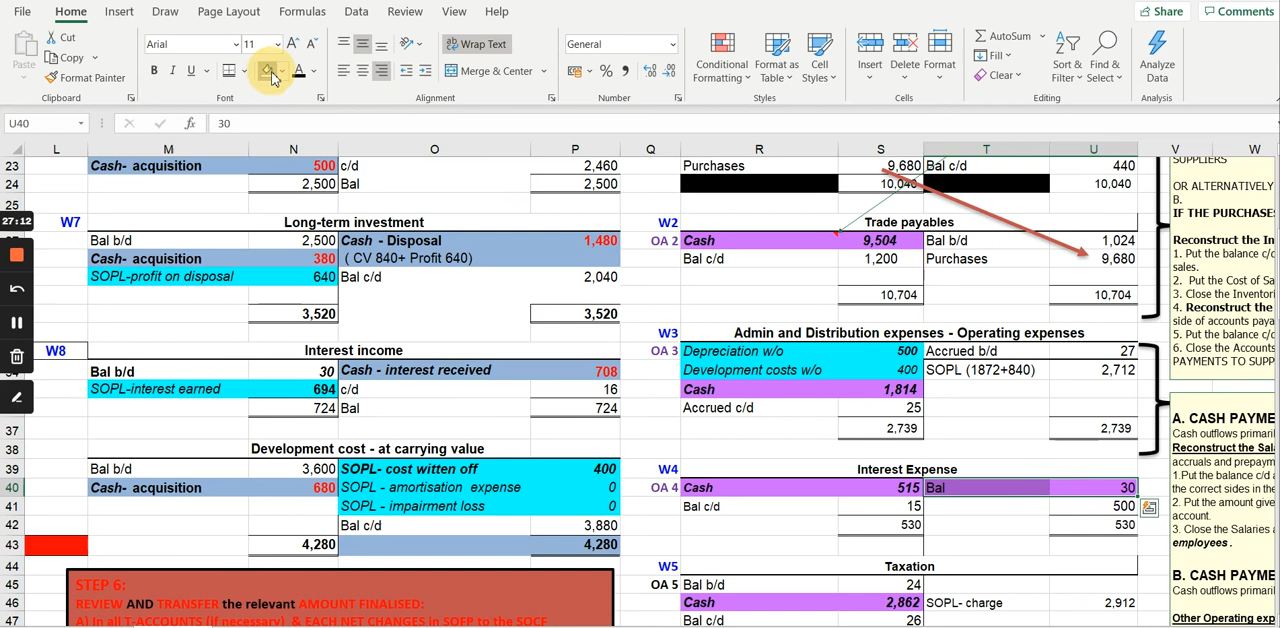 File Home Insert Draw Page Layout Formulas Data Review View Help Share Comments
Cut Arial 11 Wrap Text General AutoSum
Paste Copy Fill
Format Painter B I U Merge & Center Conditional Formatting Format as Table Cell Styles Insert Delete Format Clear Sort & Filter Find & Select Analyze Data
Clipboard Font Alignment Number Styles Cells Editing Analysis
U40 fx 30
L M N O P Q R S T U V W
23 Cash- acquisition 500 c/d 2,460 Purchases 9,680 Bal c/d 440 SUPPLIERS
24 2,500 Bal 2,500 10,040 10,040
OR ALTERNATIVELY
25 B.
27:12 W7 Long-term investment W2 Trade payables IF THE PURCHASE
Bal b/d 2,500 Cash - Disposal 1,480 OA 2 Cash 9,504 Bal b/d 1,024 Reconstruct the In
Cash- acquisition 380 ( CV 840+ Profit 640) Bal c/d 1,200 Purchases 9,680 1. Put the balance c/d
sales.
SOPL-profit on disposal 640 Bal c/d 2,040 2. Put the Cost of Sa
10,704 10,704 3. Close the Inventori
3,520 3,520 4. Reconstruct the
side of accounts paya
W3 Admin and Distribution expenses - Operating expenses 5. Put the balance c/d
W8 Interest income OA 3 Depreciation w/o 500 Accrued b/d 27 6. Close the Accounts
PAYMENTS TO SUPP
Bal b/d 30 Cash - interest received 708 Development costs w/o 400 SOPL (1872+840) 2,712
SOPL-interest earned 694 c/d 16 Cash 1,814
724 Bal 724 Accrued c/d 25
37 2,739 2,739 A. CASH PAYME
Cash outflows primaril
38 Development cost - at carrying value Reconstruct the Sal
39 Bal b/d 3,600 SOPL- cost witten off 400 W4 Interest Expense accruals and prepaym
1.Put the balance c/d a
40 Cash- acquisition 680 SOPL - amortisation expense 0 OA 4 Cash 515 Bal 30 the correct sides in the
41 SOPL - impairment loss 0 Bal c/d 15 500 2. Put the amount give
account.
42 Bal c/d 3,880 530 530 3. Close the Salaries a
43 4,280 4,280 employees .
44 W5 Taxation
STEP 6: B. CASH PAYME
45 OA 5 Bal b/d 24 Cash outflows primaril
46 REVIEW AND TRANSFER the relevant AMOUNT FINALISED: Cash 2,862 SOPL- charge 2,912
47 A) In all T-ACCOUNTS (if necessary) & EACH NET CHANGES in SOFP to the SOCF Bal c/d 26 Other Operating exp